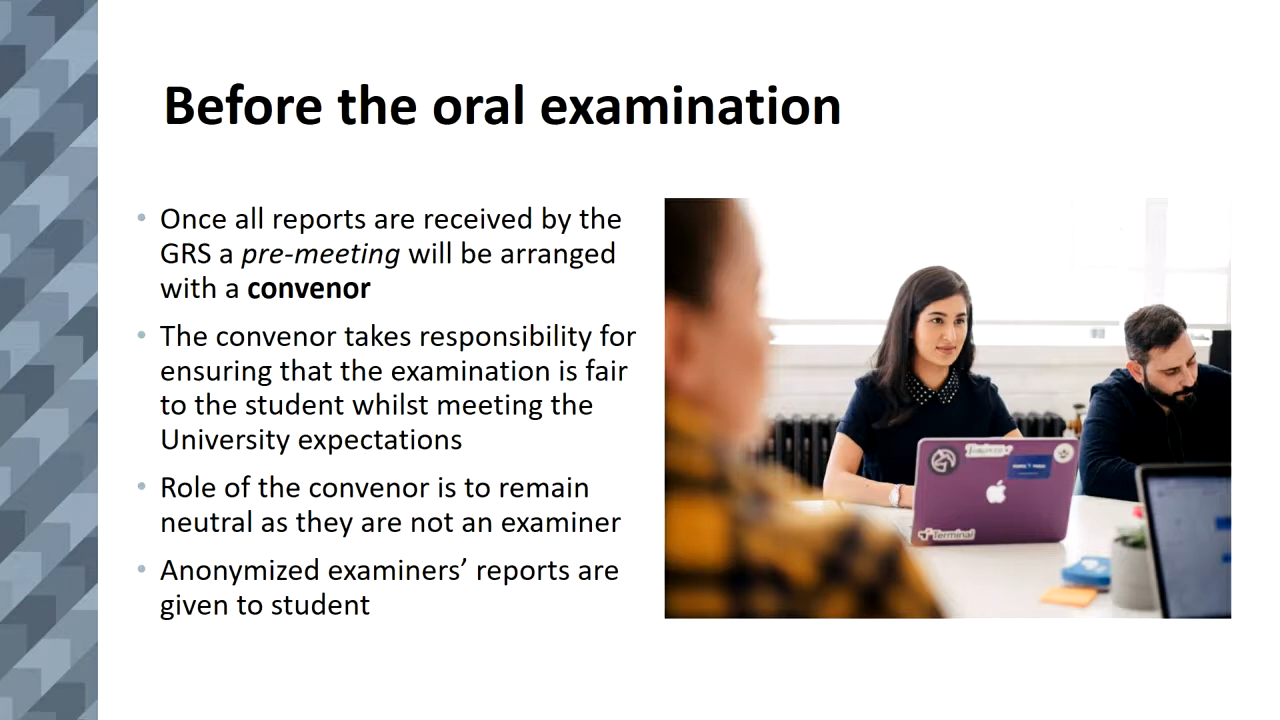 Before the oral examination
• Once all reports are received by the
GRS a pre-meeting will be arranged
with a convenor
• The convenor takes responsibility for
ensuring that the examination is fair
to the student whilst meeting the
University expectations
• Role of the convenor is to remain
neutral as they are not an examiner
• Anonymized examiners’ reports are
given to student
Terminal